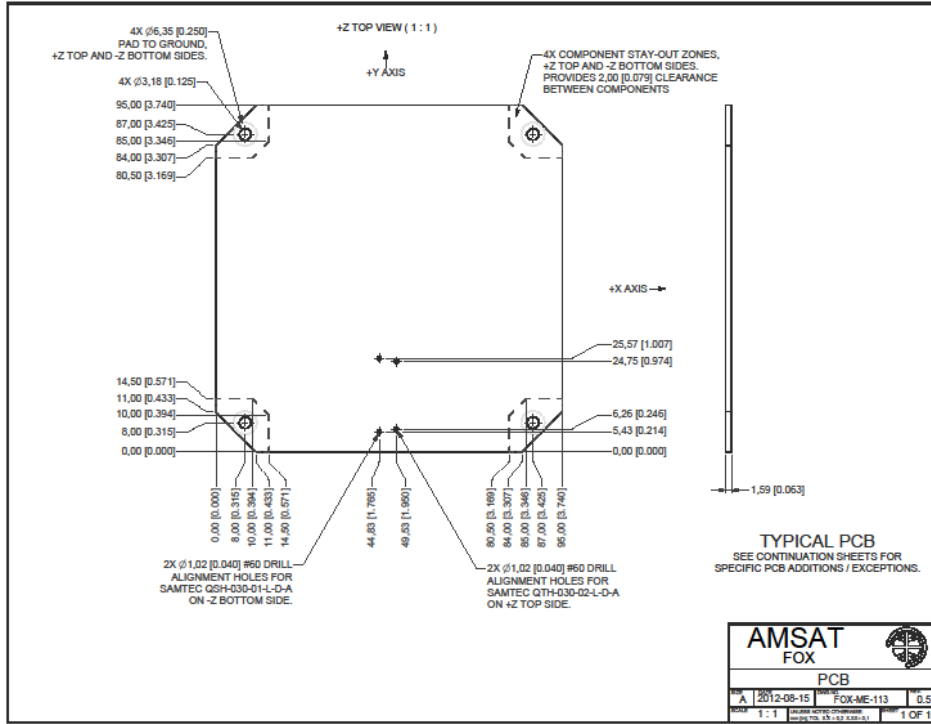 +Z TOP VIEW ( 1 : 1 )
+Y AXIS
4X Ø6,35 [0.250]
PAD TO GROUND,
+Z TOP AND -Z BOTTOM SIDES.
4X Ø3,18 [0.125]
95,00 [3.740]
87,00 [3.425]
85,00 [3.346]
84,00 [3.307]
80,50 [3.169]
4X COMPONENT STAY-OUT ZONES,
+Z TOP AND -Z BOTTOM SIDES.
PROVIDES 2,00 [0.079] CLEARANCE
BETWEEN COMPONENTS
+X AXIS
25,57 [1.007]
24,75 [0.974]
14,50 [0.571]
11,00 [0.433]
10,00 [0.394]
8,00 [0.315]
0,00 [0.000]
6,26 [0.246]
5,43 [0.214]
0,00 [0.000]
0,00 [0.000]
8,00 [0.315]
10,00 [0.394]
11,00 [0.433]
14,50 [0.571]
44,83 [1.765]
49,53 [1.950]
80,50 [3.169]
84,00 [3.307]
85,00 [3.346]
87,00 [3.425]
95,00 [3.740]
1,59 [0.063]
2X Ø1,02 [0.040] #60 DRILL
ALIGNMENT HOLES FOR
SAMTEC QSH-030-01-L-D-A
ON -Z BOTTOM SIDE.
2X Ø1,02 [0.040] #60 DRILL
ALIGNMENT HOLES FOR
SAMTEC QTH-030-02-L-D-A
ON +Z TOP SIDE.
TYPICAL PCB
SEE CONTINUATION SHEETS FOR
SPECIFIC PCB ADDITIONS / EXCEPTIONS.
AMSAT
FOX
PCB
SIZE
A
DATE
2012-08-15
FOX-ME-113
0.5
SCALE
1 : 1
UNLESS NOTED OTHERWISE
SHEET
1 OF 1